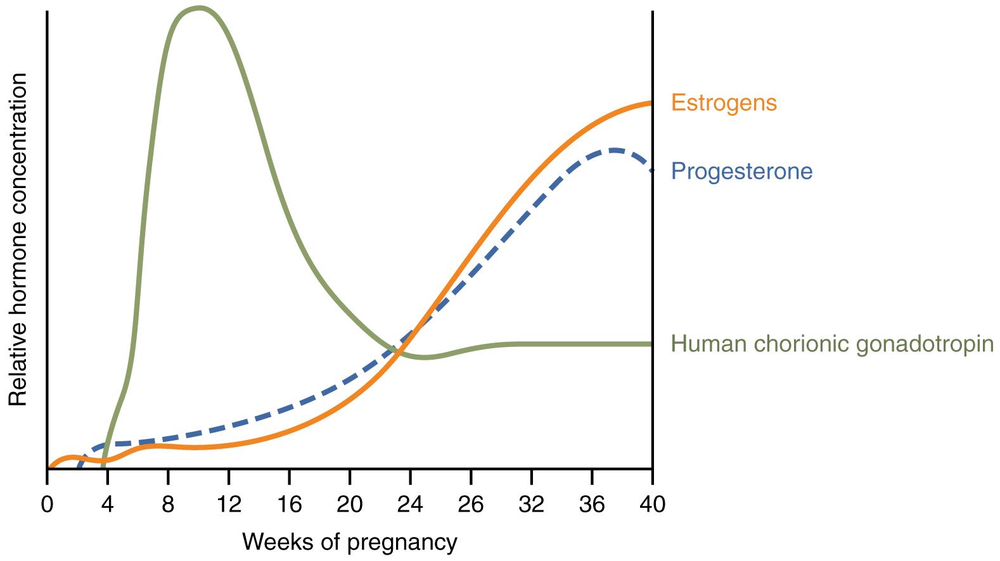 Relative hormone concentration
Estrogens
Progesterone
Human chorionic gonadotropin
0 4 8 12 16 20 24 26 32 36 40
Weeks of pregnancy